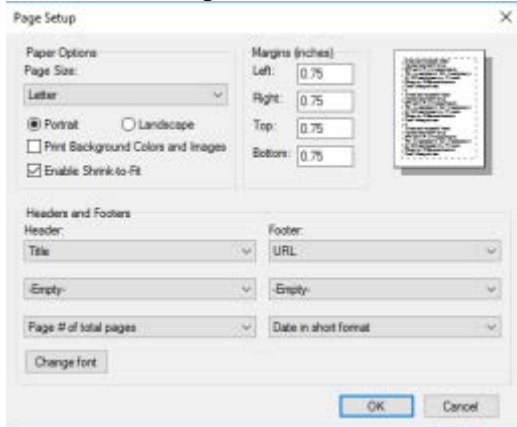 Page Setup
Paper Options
Page Size:
Letter
Portrait
Landscape
Print Background Colors and Images
Enable Shrink-to-Fit
Margins (inches)
Left: 0.75
Right: 0.75
Top: 0.75
Bottom: 0.75
Headers and Footers
Header:
Footer:
Title
URL
-Empty-
-Empty-
Page # of total pages
Date in short format
Change font
OK
Cancel